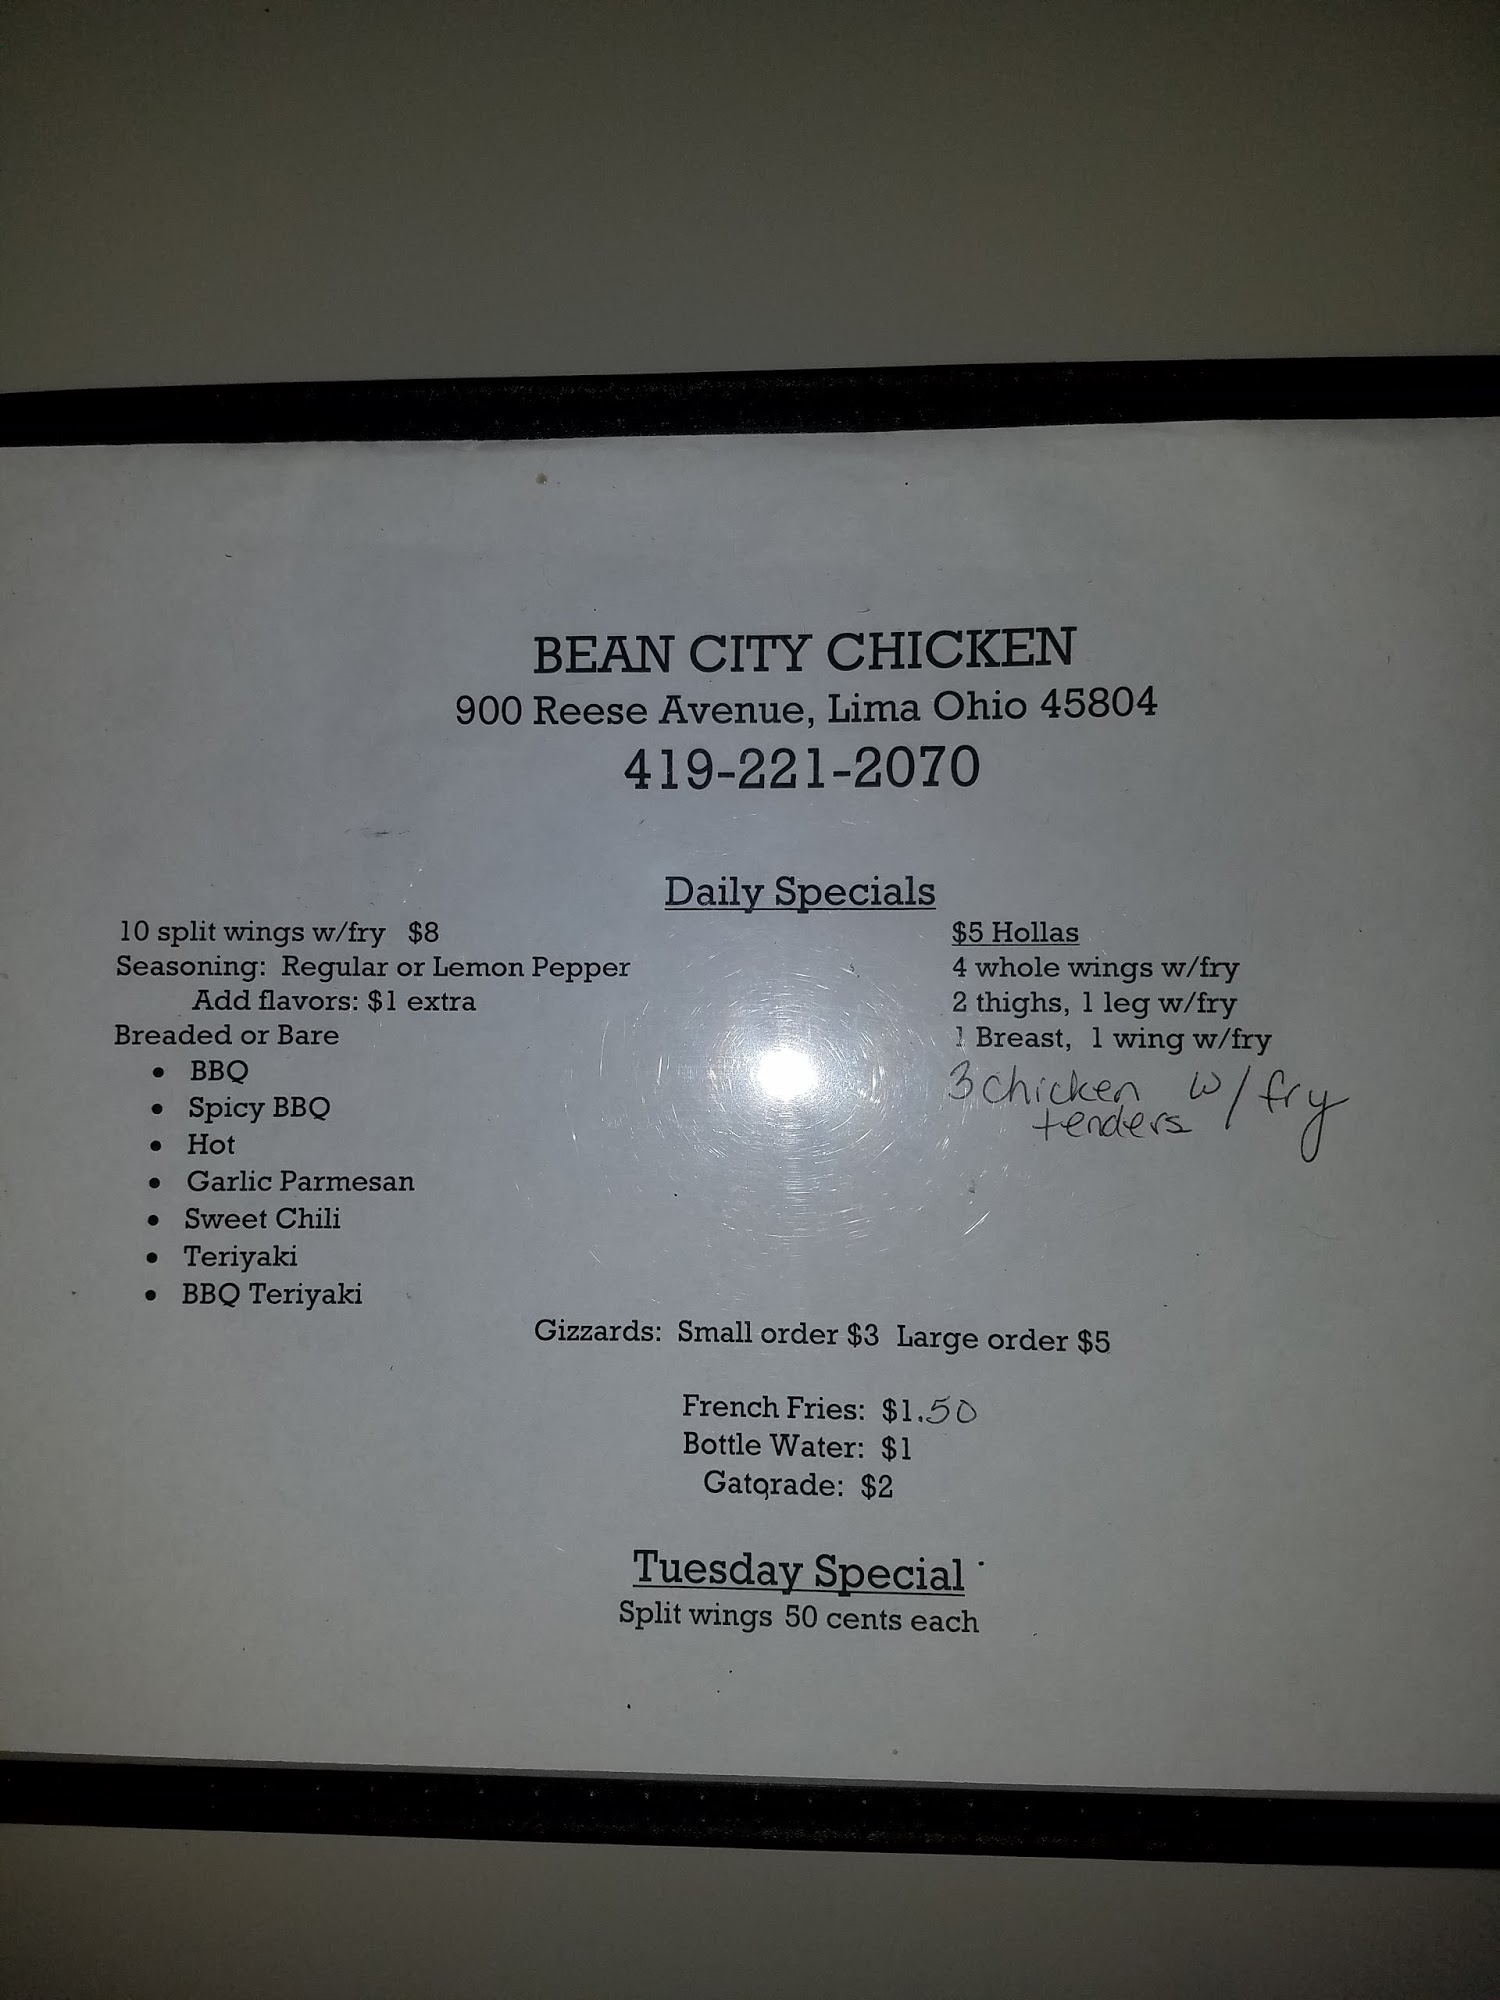 BEAN CITY CHICKEN
900 Reese Avenue, Lima Ohio 45804
419-221-2070
Daily Specials
10 split wings w/fry $8
Seasoning: Regular or Lemon Pepper
Add flavors: $1 extra
Breaded or Bare
• BBQ
• Spicy BBQ
• Hot
• Garlic Parmesan
• Sweet Chili
• Teriyaki
• BBQ Teriyaki
$5 Hollas
4 whole wings w/fry
2 thighs, 1 leg w/fry
1 Breast, 1 wing w/fry
3 chicken w/fry
tenders
Gizzards: Small order $3 Large order $5
French Fries: $1.50
Bottle Water: $1
Gatorade: $2
Tuesday Special
Split wings 50 cents each